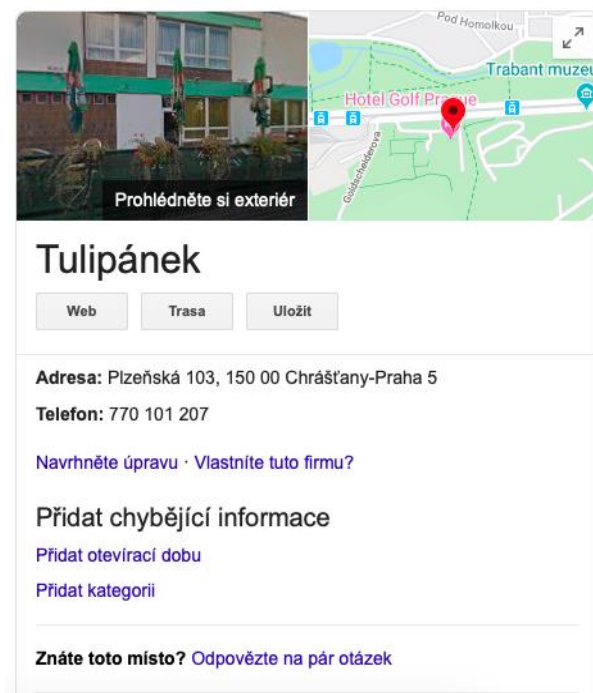 Pod Homolkou
Trabant muzeu
Hotel Golf Prague
Goldscheiderova
Prohlédněte si exteriér
Tulipánek
Web Trasa Uložit
Adresa: Plzeňská 103, 150 00 Chrášťany-Praha 5
Telefon: 770 101 207
Navrhněte úpravu · Vlastníte tuto firmu?
Přidat chybějící informace
Přidat otevírací dobu
Přidat kategorii
Znáte toto místo? Odpovězte na pár otázek